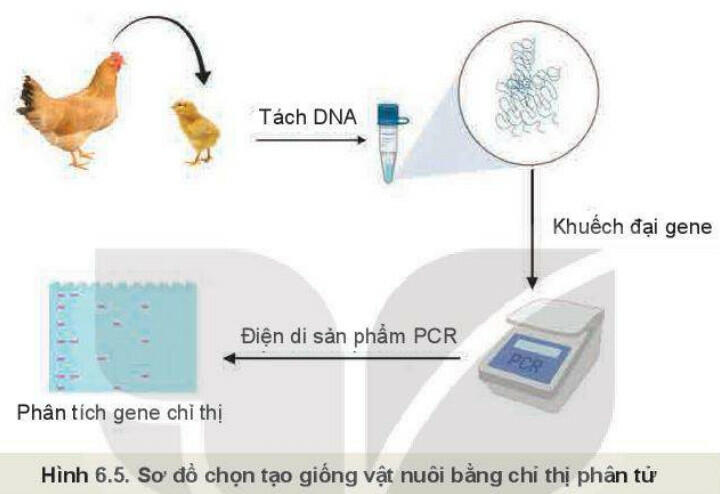 Tách DNA
Khuếch đại gene
PCR
Điện di sản phẩm PCR
Phân tích gene chỉ thị
Hình 6.5. Sơ đồ chọn tạo giống vật nuôi bằng chỉ thị phân tử